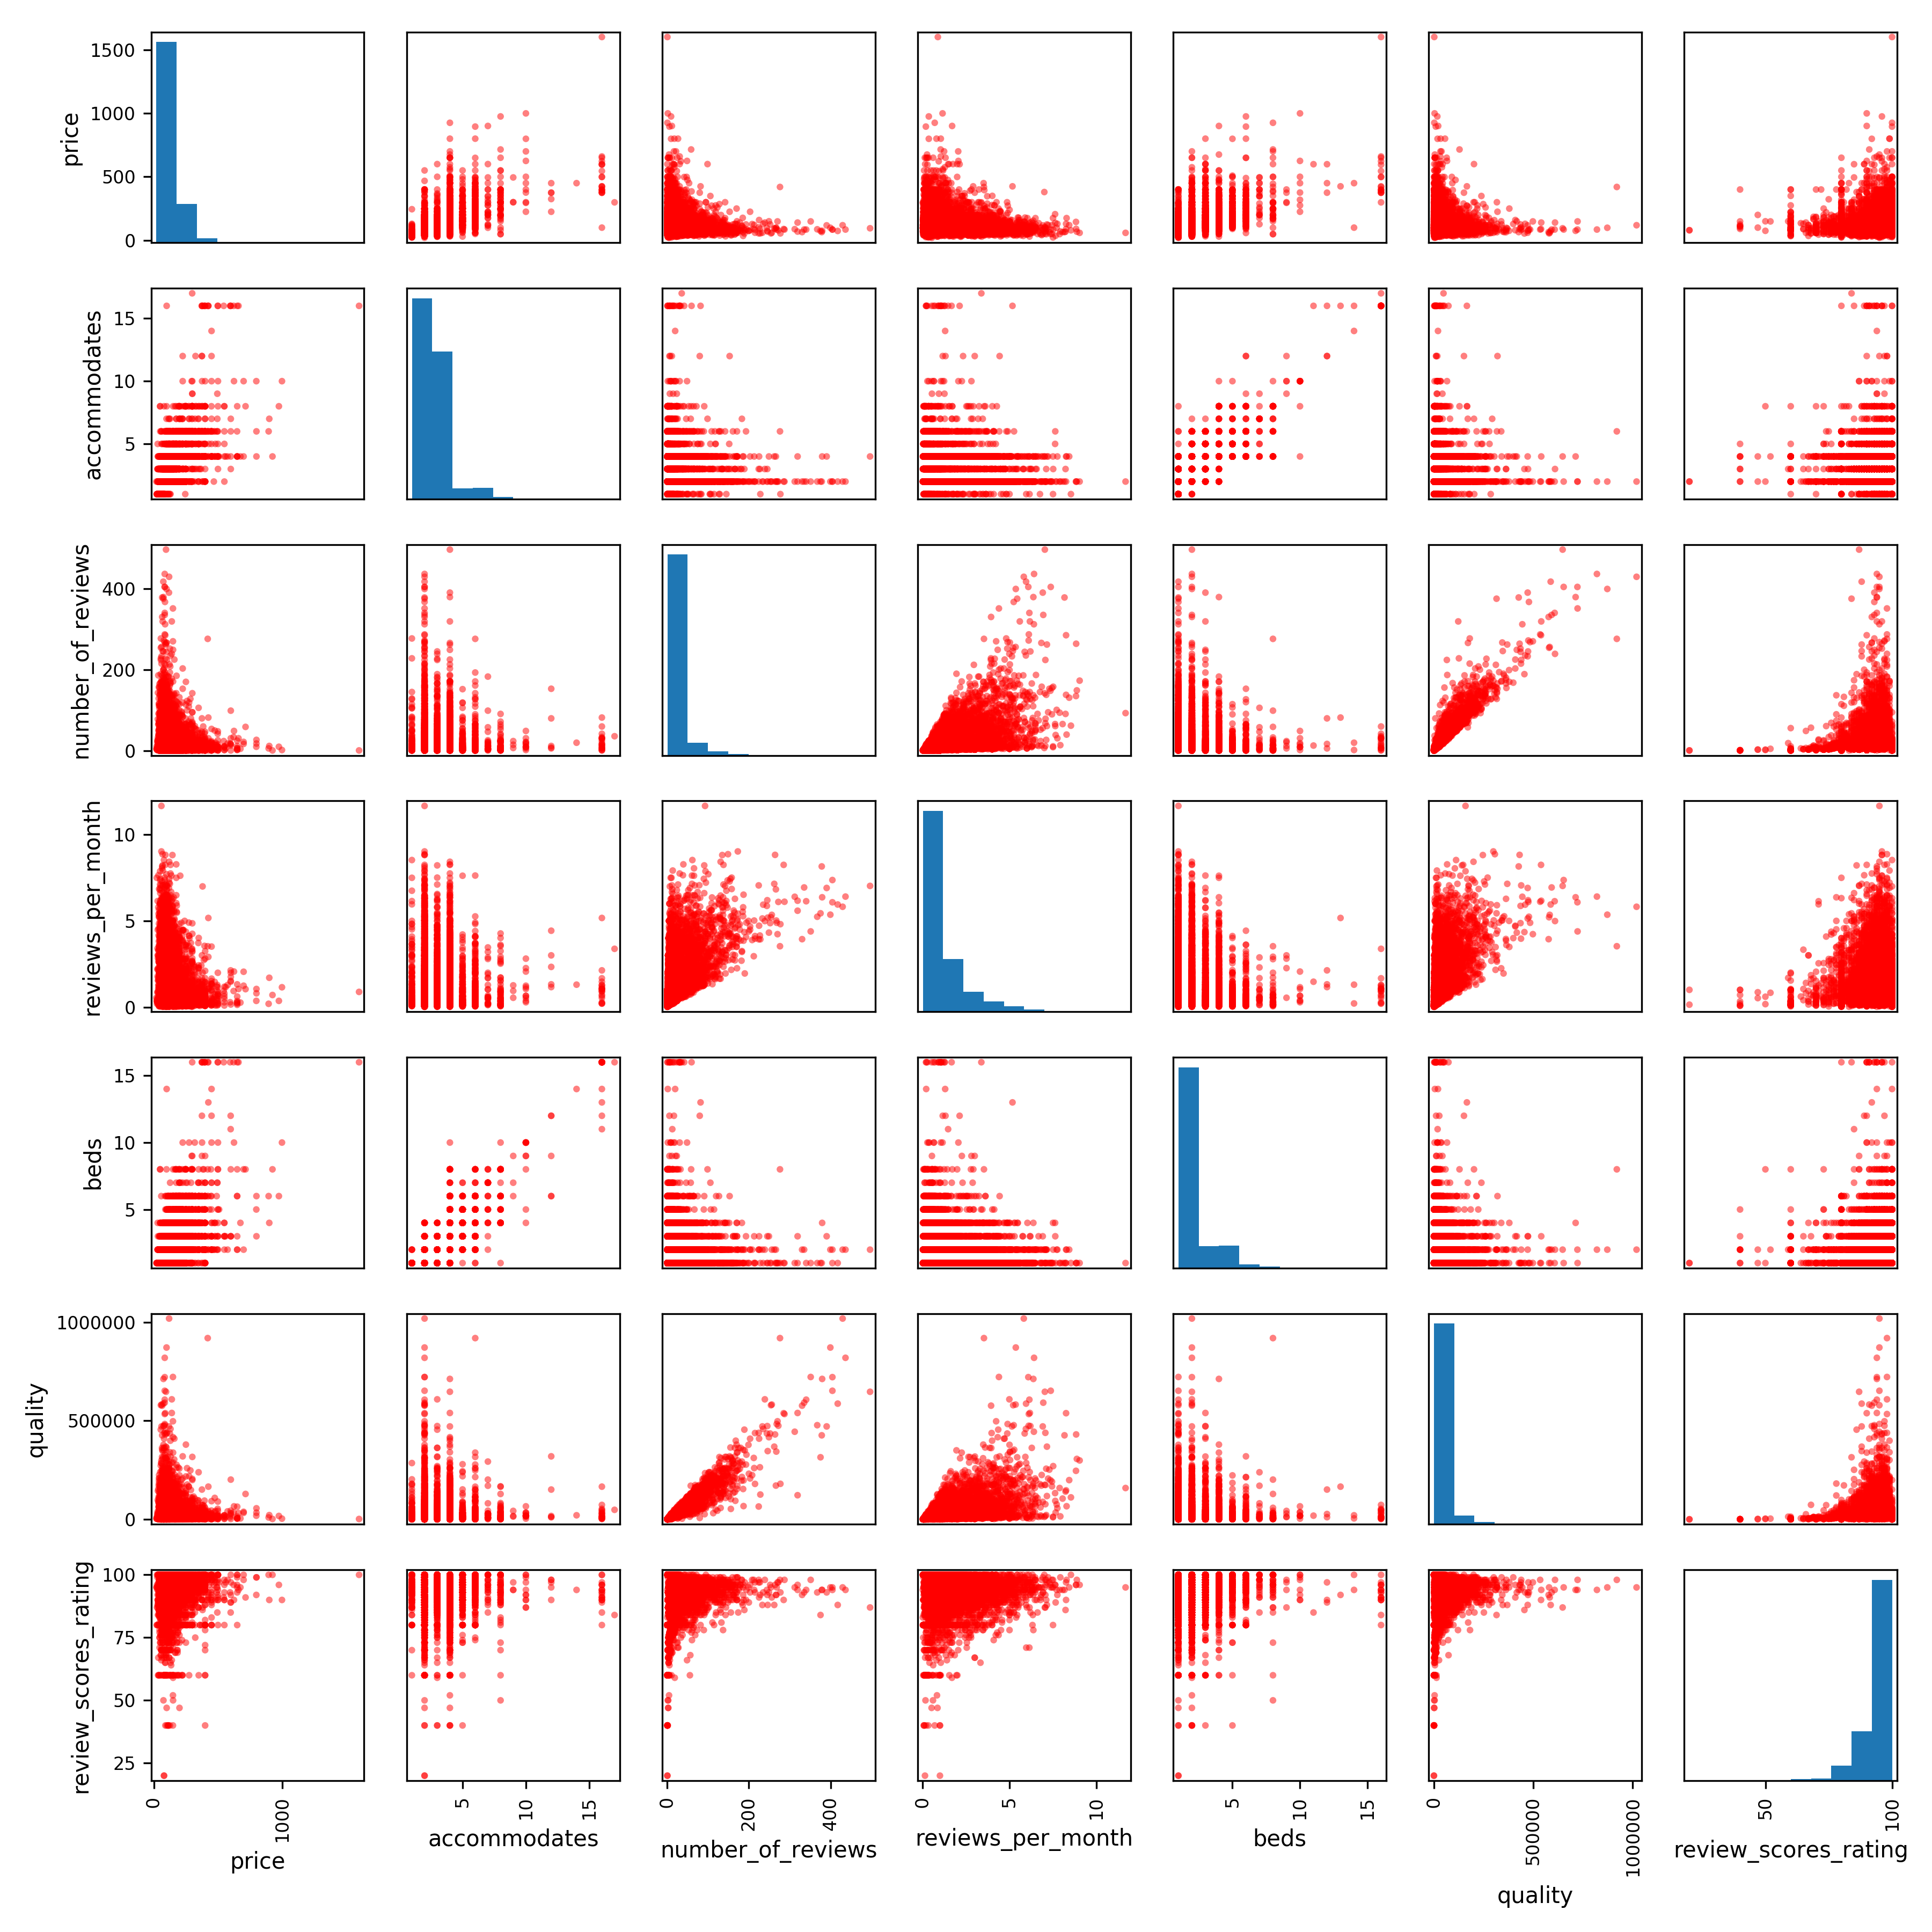 price
1500
1000
500
0
accommodates
15
10
5
number_of_reviews
400
200
0
reviews_per_month
10
5
0
beds
15
10
5
quality
1000000
500000
0
review_scores_rating
100
75
50
25
0 1000
5 10 15
0 200 400
0 5 10
5 10 15
0 500000 1000000
50 100
price accommodates number_of_reviews reviews_per_month beds quality review_scores_rating